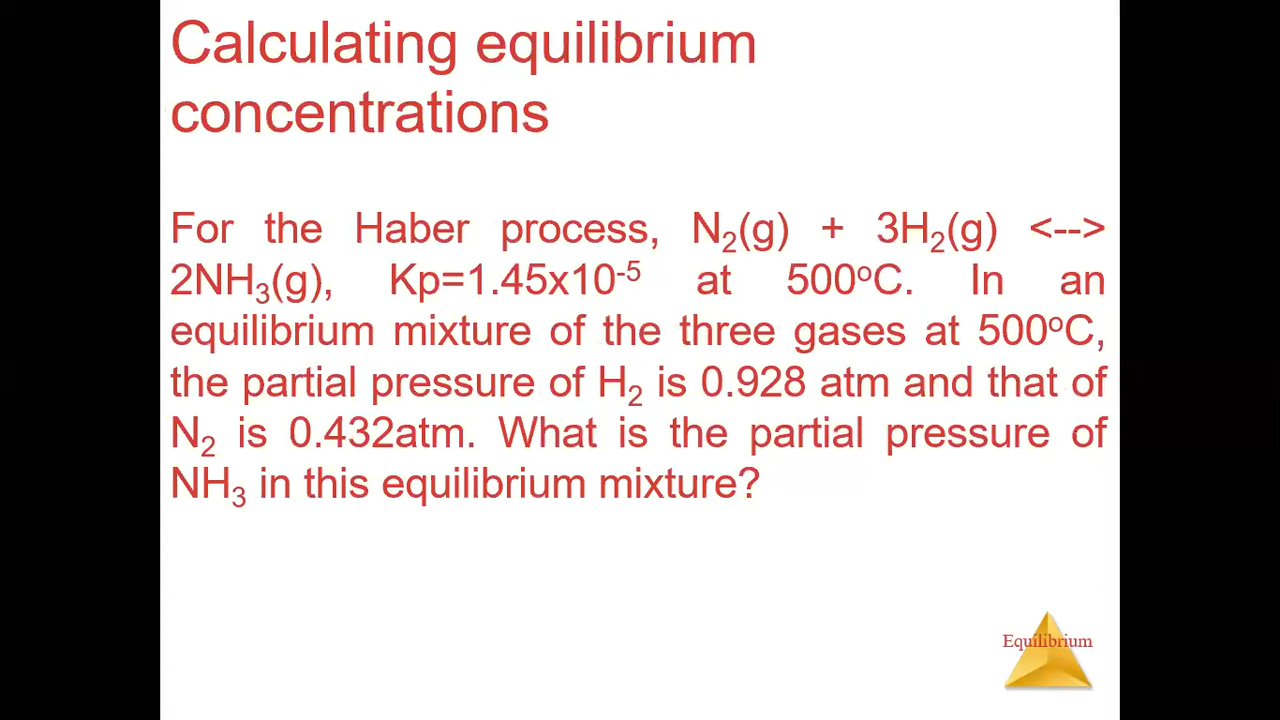 Calculating equilibrium
concentrations
For the Haber process, N₂(g) + 3H₂(g) <-->
2NH₃(g), Kp=1.45x10⁻⁵ at 500ᵒC. In an
equilibrium mixture of the three gases at 500ᵒC,
the partial pressure of H₂ is 0.928 atm and that of
N₂ is 0.432atm. What is the partial pressure of
NH₃ in this equilibrium mixture?
Equilibrium